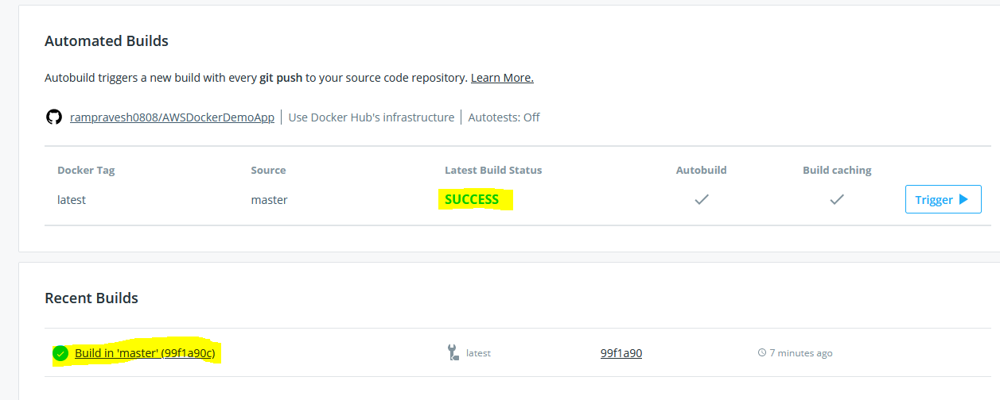 Automated Builds
Autobuild triggers a new build with every git push to your source code repository. Learn More.
rampravesh0808/AWSDockerDemoApp | Use Docker Hub's infrastructure | Autotests: Off
Docker Tag Source Latest Build Status Autobuild Build caching
latest master SUCCESS Trigger
Recent Builds
Build in 'master' (99f1a90c) latest 99f1a90 7 minutes ago